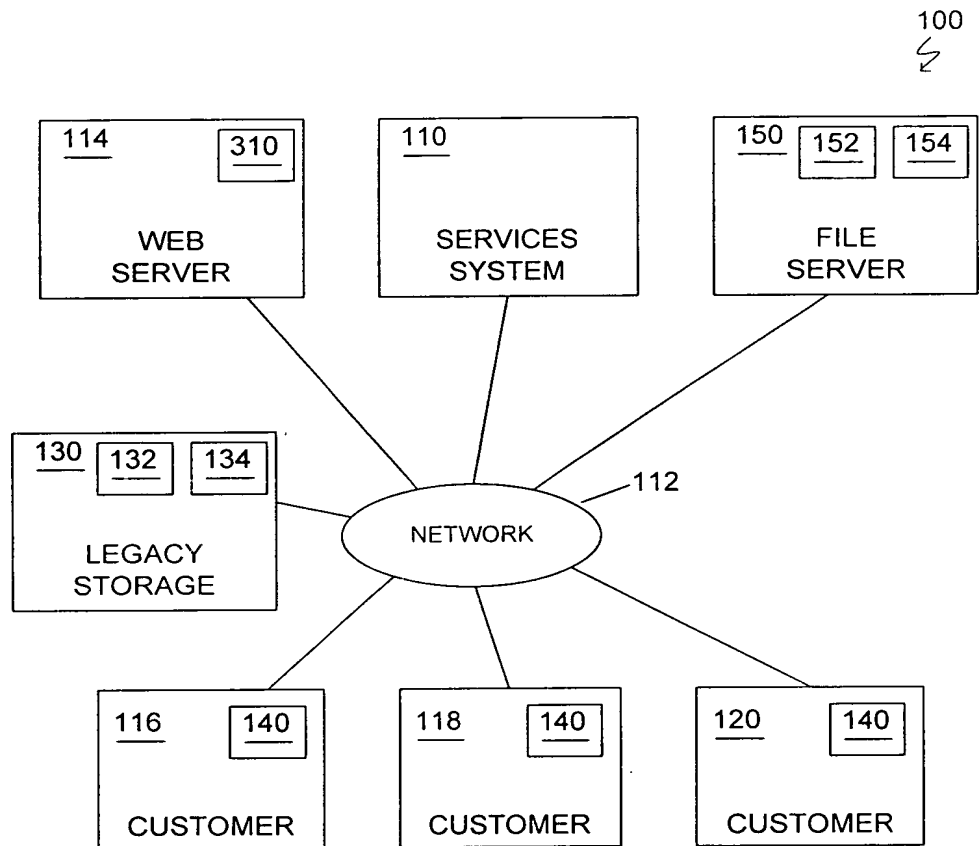 100
114
310
WEB
SERVER
110
SERVICES
SYSTEM
150
152
154
FILE
SERVER
130
132
134
LEGACY
STORAGE
NETWORK
112
116
140
CUSTOMER
118
140
CUSTOMER
120
140
CUSTOMER